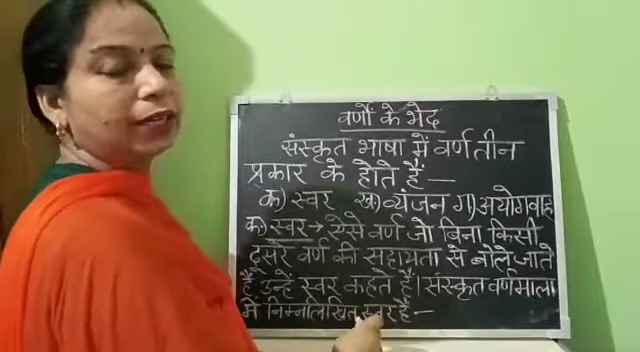 वर्णों के भेद
संस्कृत भाषा में वर्ण तीन
प्रकार के होते हैं —
क) स्वर ख) व्यंजन ग) अयोगवाह
क) स्वर → ऐसे वर्ण जो बिना किसी
दूसरे वर्ण की सहायता से बोले जाते
हैं, उन्हें स्वर कहते हैं। संस्कृत वर्णमाला
में निम्नलिखित स्वर हैं —